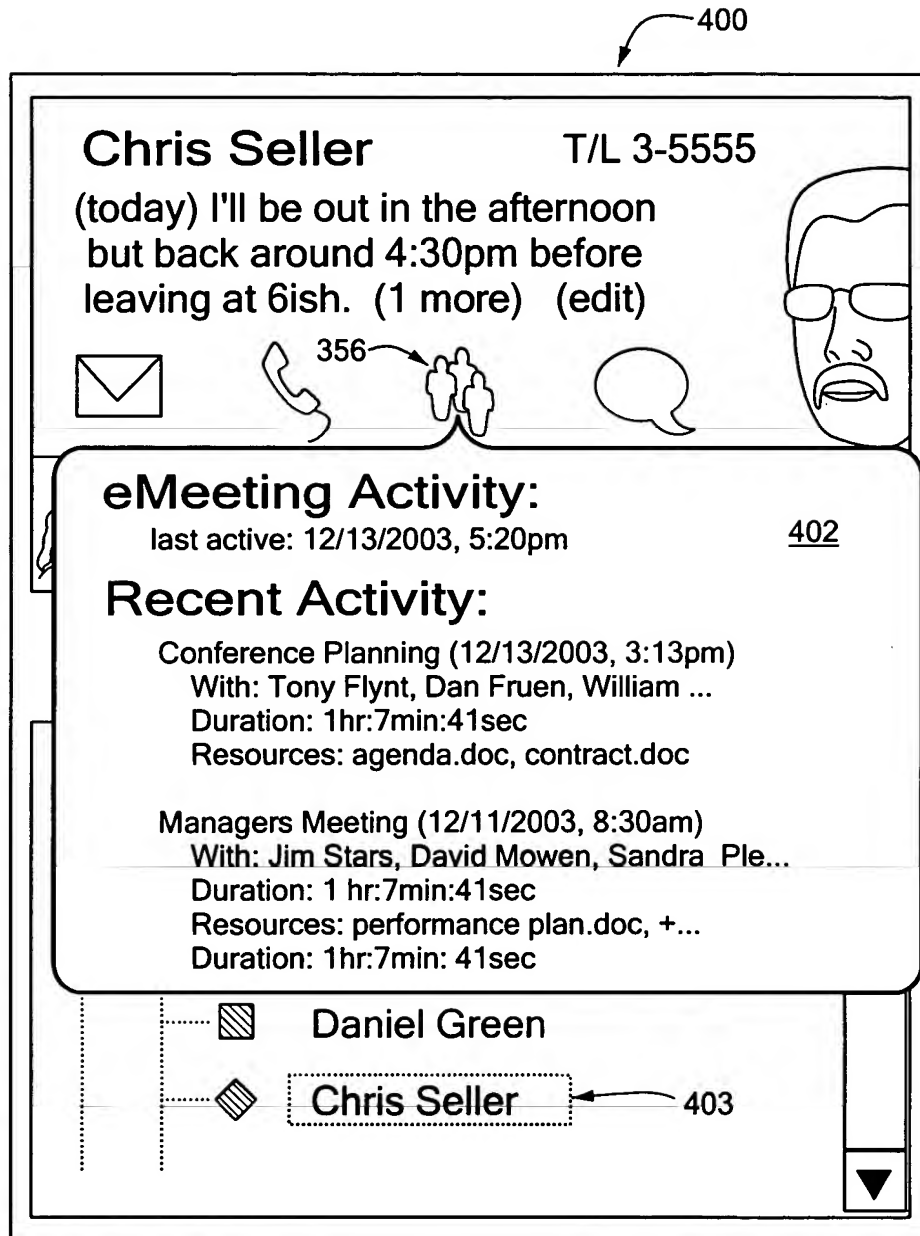 400
Chris Seller T/L 3-5555
(today) I'll be out in the afternoon
but back around 4:30pm before
leaving at 6ish. (1 more) (edit)
356
eMeeting Activity:
last active: 12/13/2003, 5:20pm 402
Recent Activity:
Conference Planning (12/13/2003, 3:13pm)
With: Tony Flynt, Dan Fruen, William ...
Duration: 1hr:7min:41sec
Resources: agenda.doc, contract.doc
Managers Meeting (12/11/2003, 8:30am)
With: Jim Stars, David Mowen, Sandra Ple...
Duration: 1 hr:7min:41sec
Resources: performance plan.doc, +...
Duration: 1hr:7min: 41sec
Daniel Green
Chris Seller 403